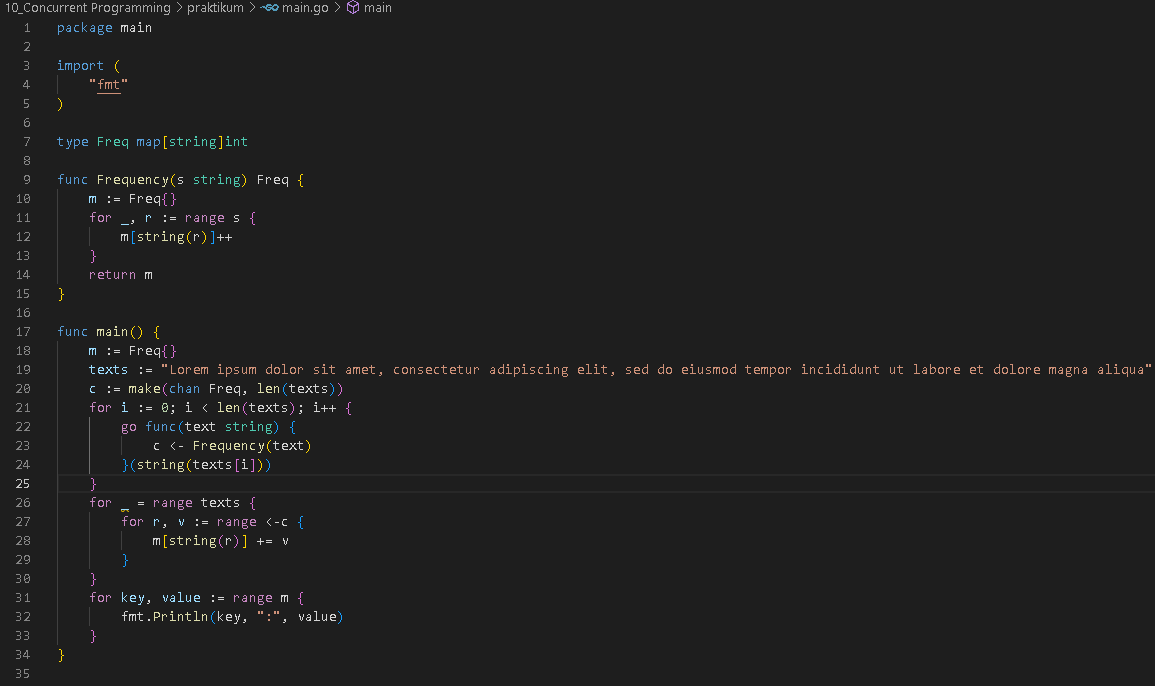 10_Concurrent Programming > praktikum > main.go > main
1 package main
2
3 import (
4     "fmt"
5 )
6
7 type Freq map[string]int
8
9 func Frequency(s string) Freq {
10     m := Freq{}
11     for _, r := range s {
12         m[string(r)]++
13     }
14     return m
15 }
16
17 func main() {
18     m := Freq{}
19     texts := "Lorem ipsum dolor sit amet, consectetur adipiscing elit, sed do eiusmod tempor incididunt ut labore et dolore magna aliqua"
20     c := make(chan Freq, len(texts))
21     for i := 0; i < len(texts); i++ {
22         go func(text string) {
23             c <- Frequency(text)
24         }(string(texts[i]))
25     }
26     for _ = range texts {
27         for r, v := range <-c {
28             m[string(r)] += v
29         }
30     }
31     for key, value := range m {
32         fmt.Println(key, ":", value)
33     }
34 }
35